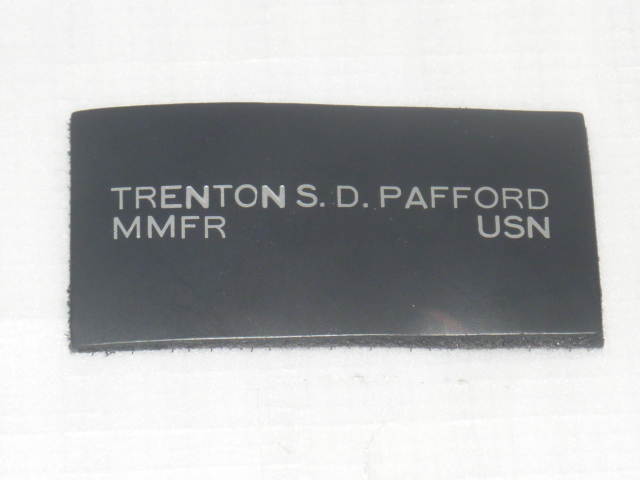 TRENTON S. D. PAFFORD
MMFR USN